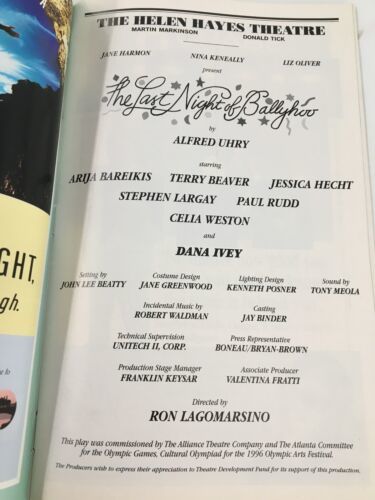 THE HELEN HAYES THEATRE
MARTIN MARKINSON DONALD TICK
JANE HARMON NINA KENEALLY LIZ OLIVER
present
The Last Night of Ballyhoo
by
ALFRED UHRY
starring
ARIJA BAREIKIS TERRY BEAVER JESSICA HECHT
STEPHEN LARGAY PAUL RUDD
CELIA WESTON
and
DANA IVEY
Setting by Costume Design Lighting Design Sound by
JOHN LEE BEATTY JANE GREENWOOD KENNETH POSNER TONY MEOLA
Incidental Music by Casting
ROBERT WALDMAN JAY BINDER
Technical Supervision Press Representative
UNITECH II, CORP. BONEAU/BRYAN-BROWN
Production Stage Manager Associate Producer
FRANKLIN KEYSAR VALENTINA FRATTI
Directed by
RON LAGOMARSINO
This play was commissioned by The Alliance Theatre Company and The Atlanta Committee
for the Olympic Games, Cultural Olympiad for the 1996 Olympic Arts Festival.
The Producers wish to express their appreciation to Theatre Development Fund for its support of this production.
GHT,
gh.